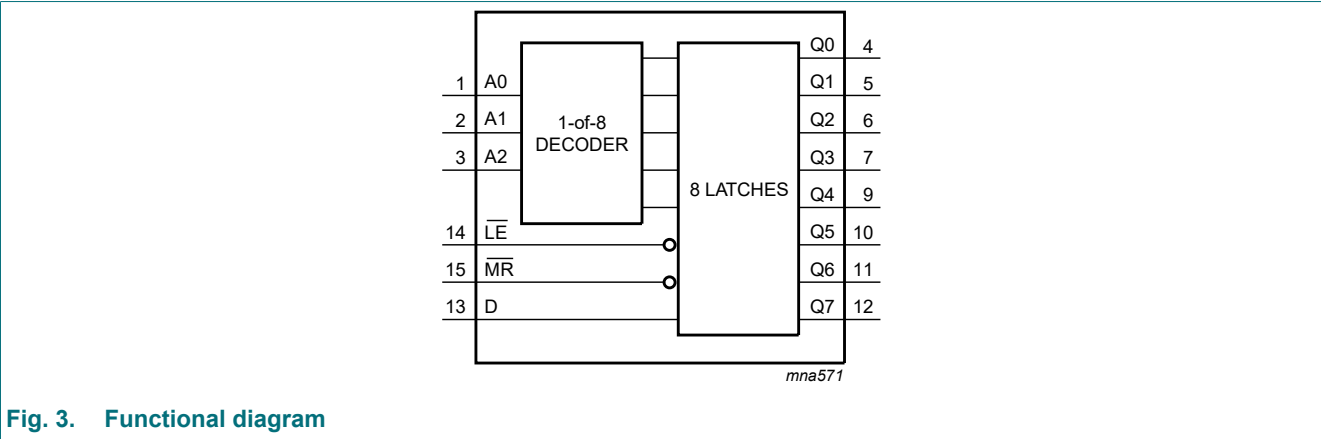 Q0 4
1 A0 Q1 5
2 A1 1-of-8 Q2 6
DECODER
3 A2 Q3 7
8 LATCHES Q4 9
14 LE Q5 10
15 MR Q6 11
13 D Q7 12
mna571
Fig. 3. Functional diagram